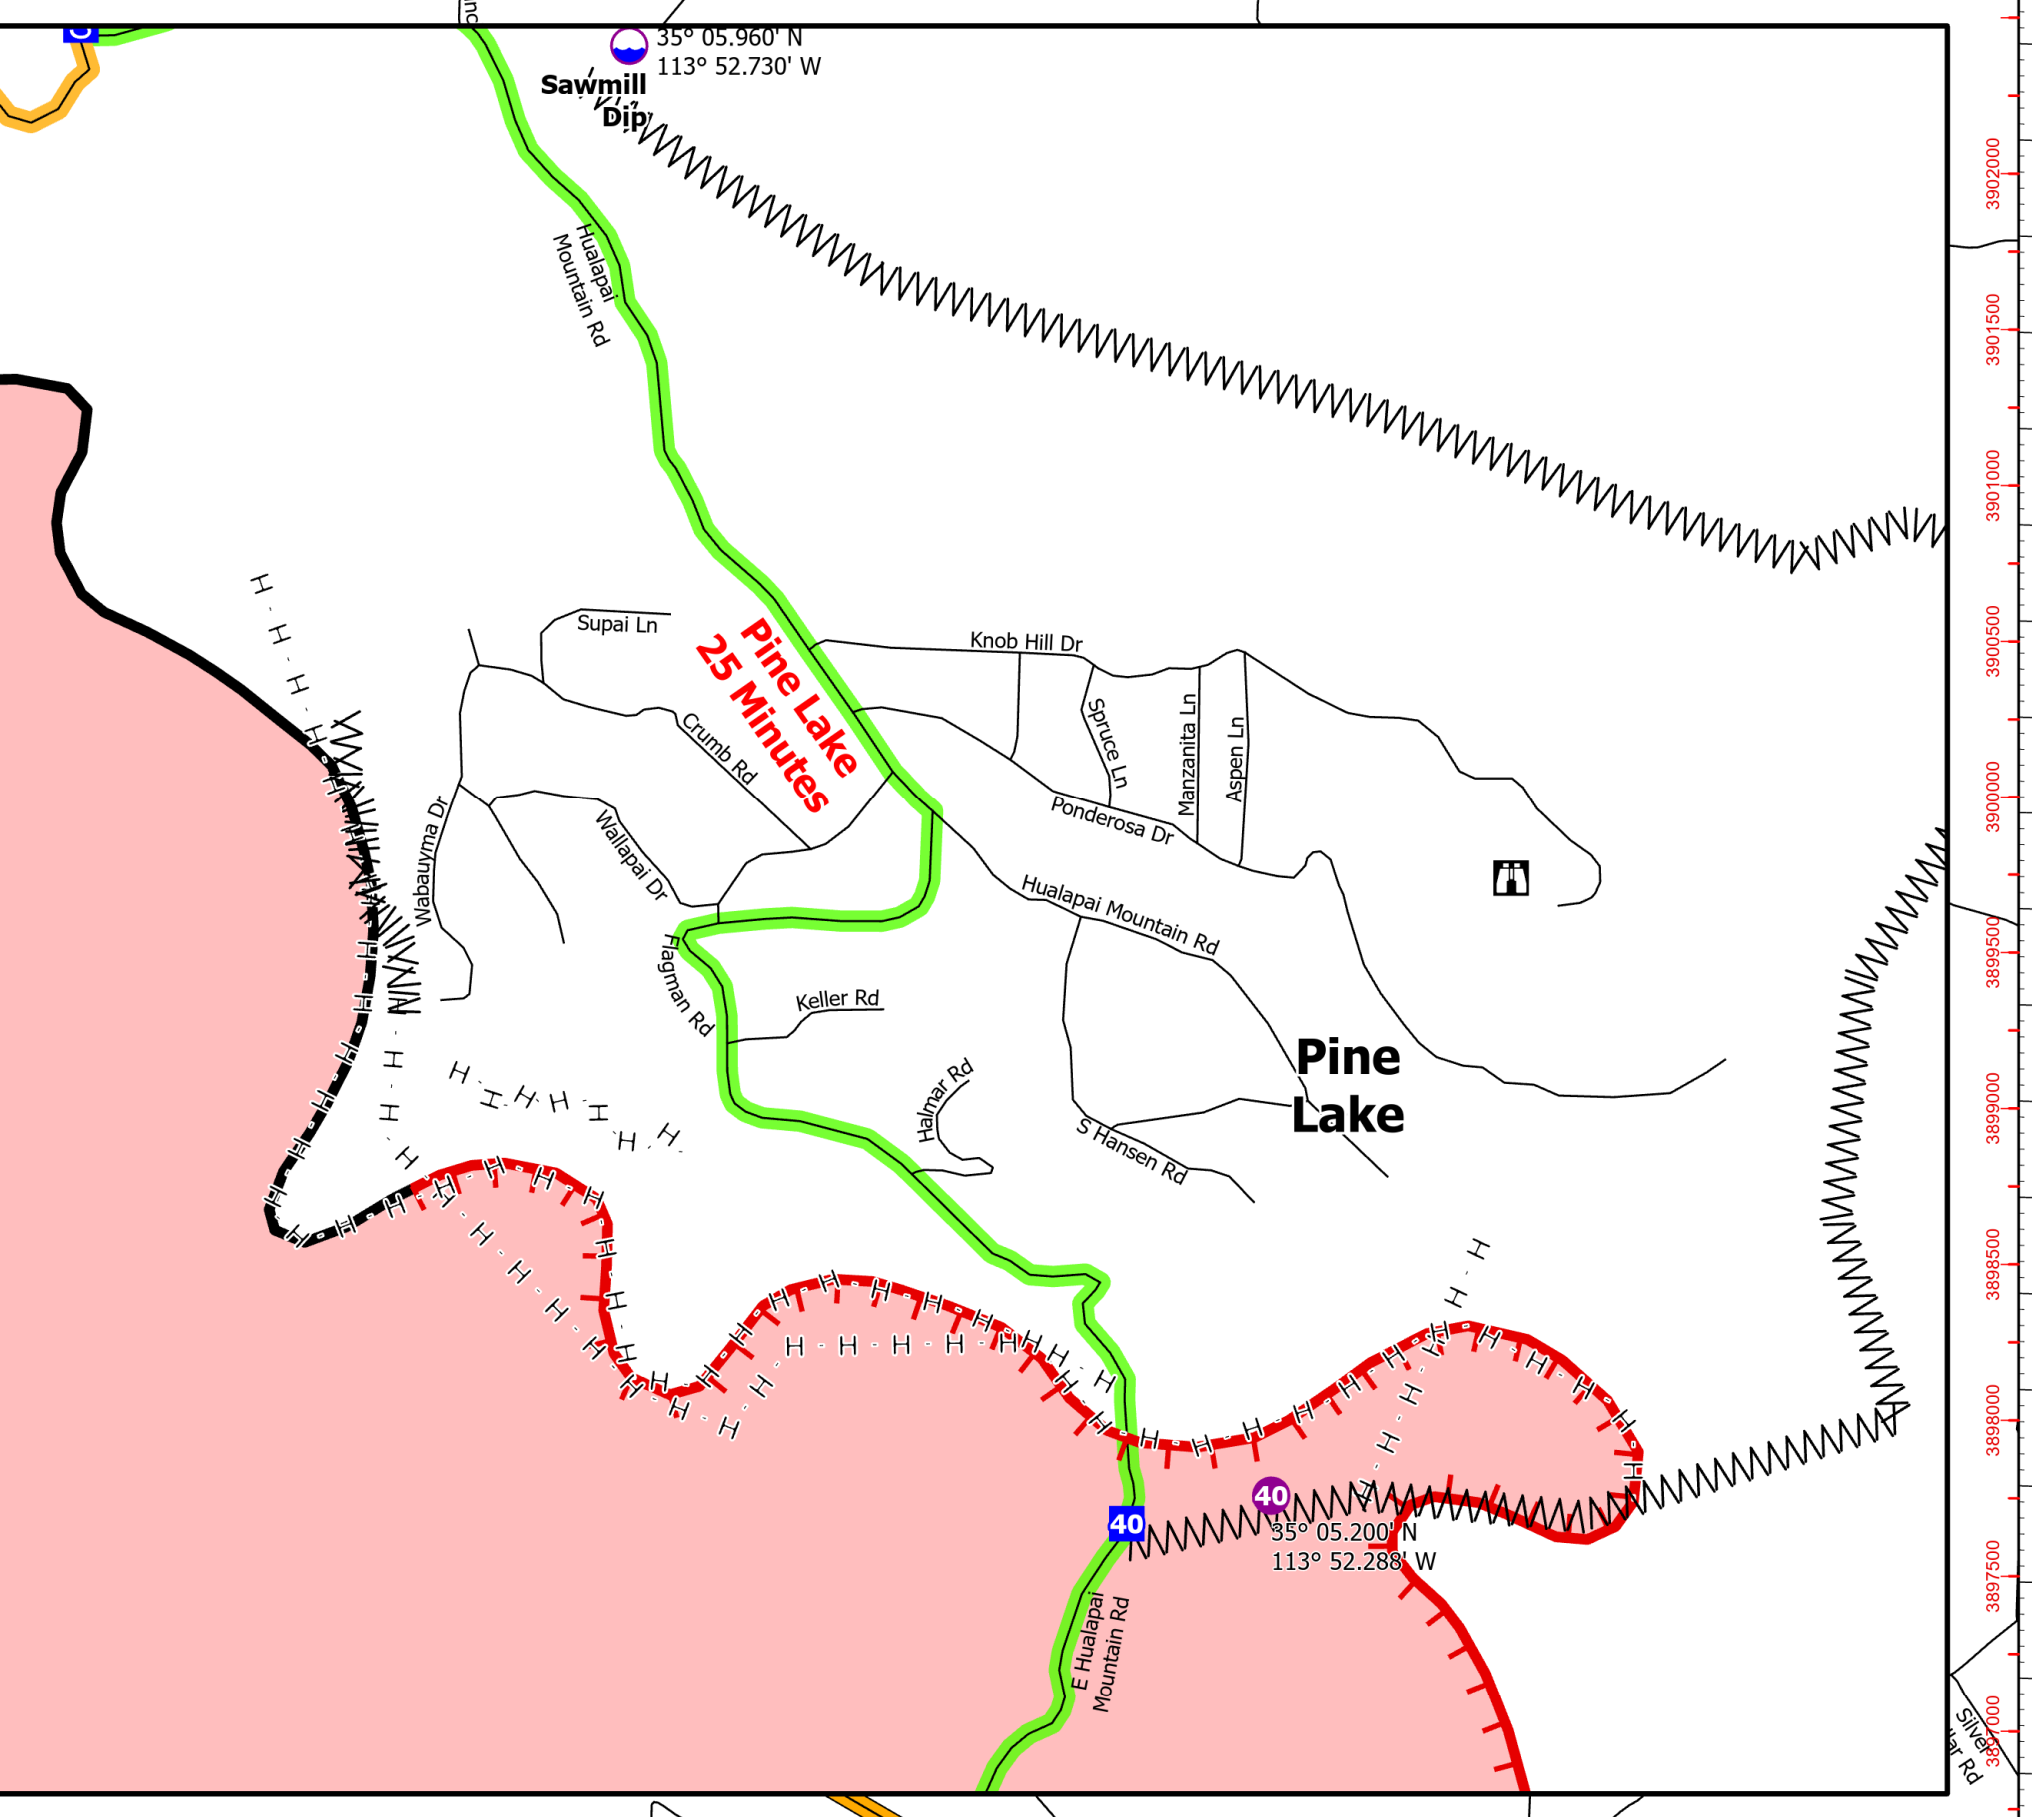 35° 05.960' N
113° 52.730' W
Sawmill
Dip
3902000
Hualapai
Mountain Rd
3901500
3901000
Supai Ln
Knob Hill Dr
3900500
Pine Lake
25 Minutes
Crumb Rd
Spruce Ln
Manzanita Ln
Aspen Ln
3900000
Wabauyma Dr
Wallapai Dr
Ponderosa Dr
Hualapai Mountain Rd
3899500
Flagman Rd
Keller Rd
Pine
Lake
Halmar Rd
3899000
S Hansen Rd
3898500
3898000
40
40
35° 05.200' N
113° 52.288' W
3897500
E Hualapai
Mountain Rd
3897000
Silver
Rd